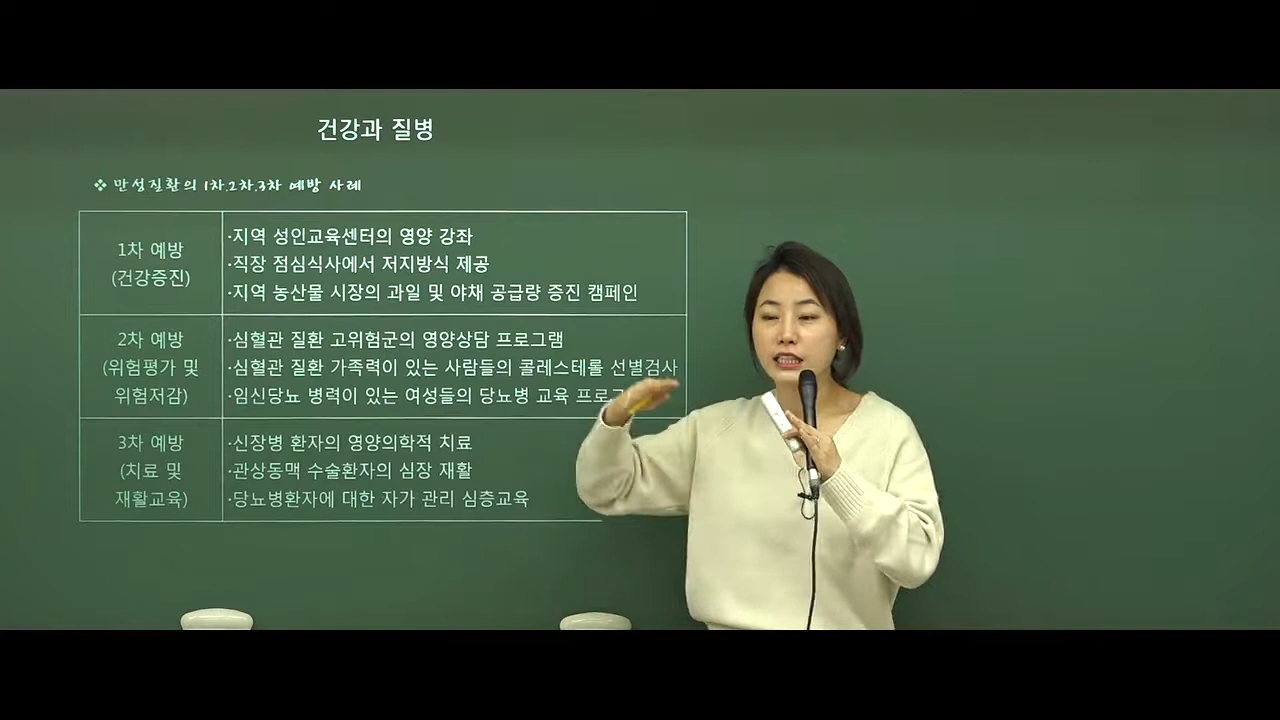 건강과 질병
❖ 만성질환의 1차,2차,3차 예방 사례
1차 예방
(건강증진)
·지역 성인교육센터의 영양 강좌
·직장 점심식사에서 저지방식 제공
·지역 농산물 시장의 과일 및 야채 공급량 증진 캠페인
2차 예방
(위험평가 및
위험저감)
·심혈관 질환 고위험군의 영양상담 프로그램
·심혈관 질환 가족력이 있는 사람들의 콜레스테롤 선별검사
·임신당뇨 병력이 있는 여성들의 당뇨병 교육
3차 예방
(치료 및
재활교육)
·신장병 환자의 영양의학적 치료
·관상동맥 수술환자의 심장 재활
·당뇨병환자에 대한 자가 관리 심층교육